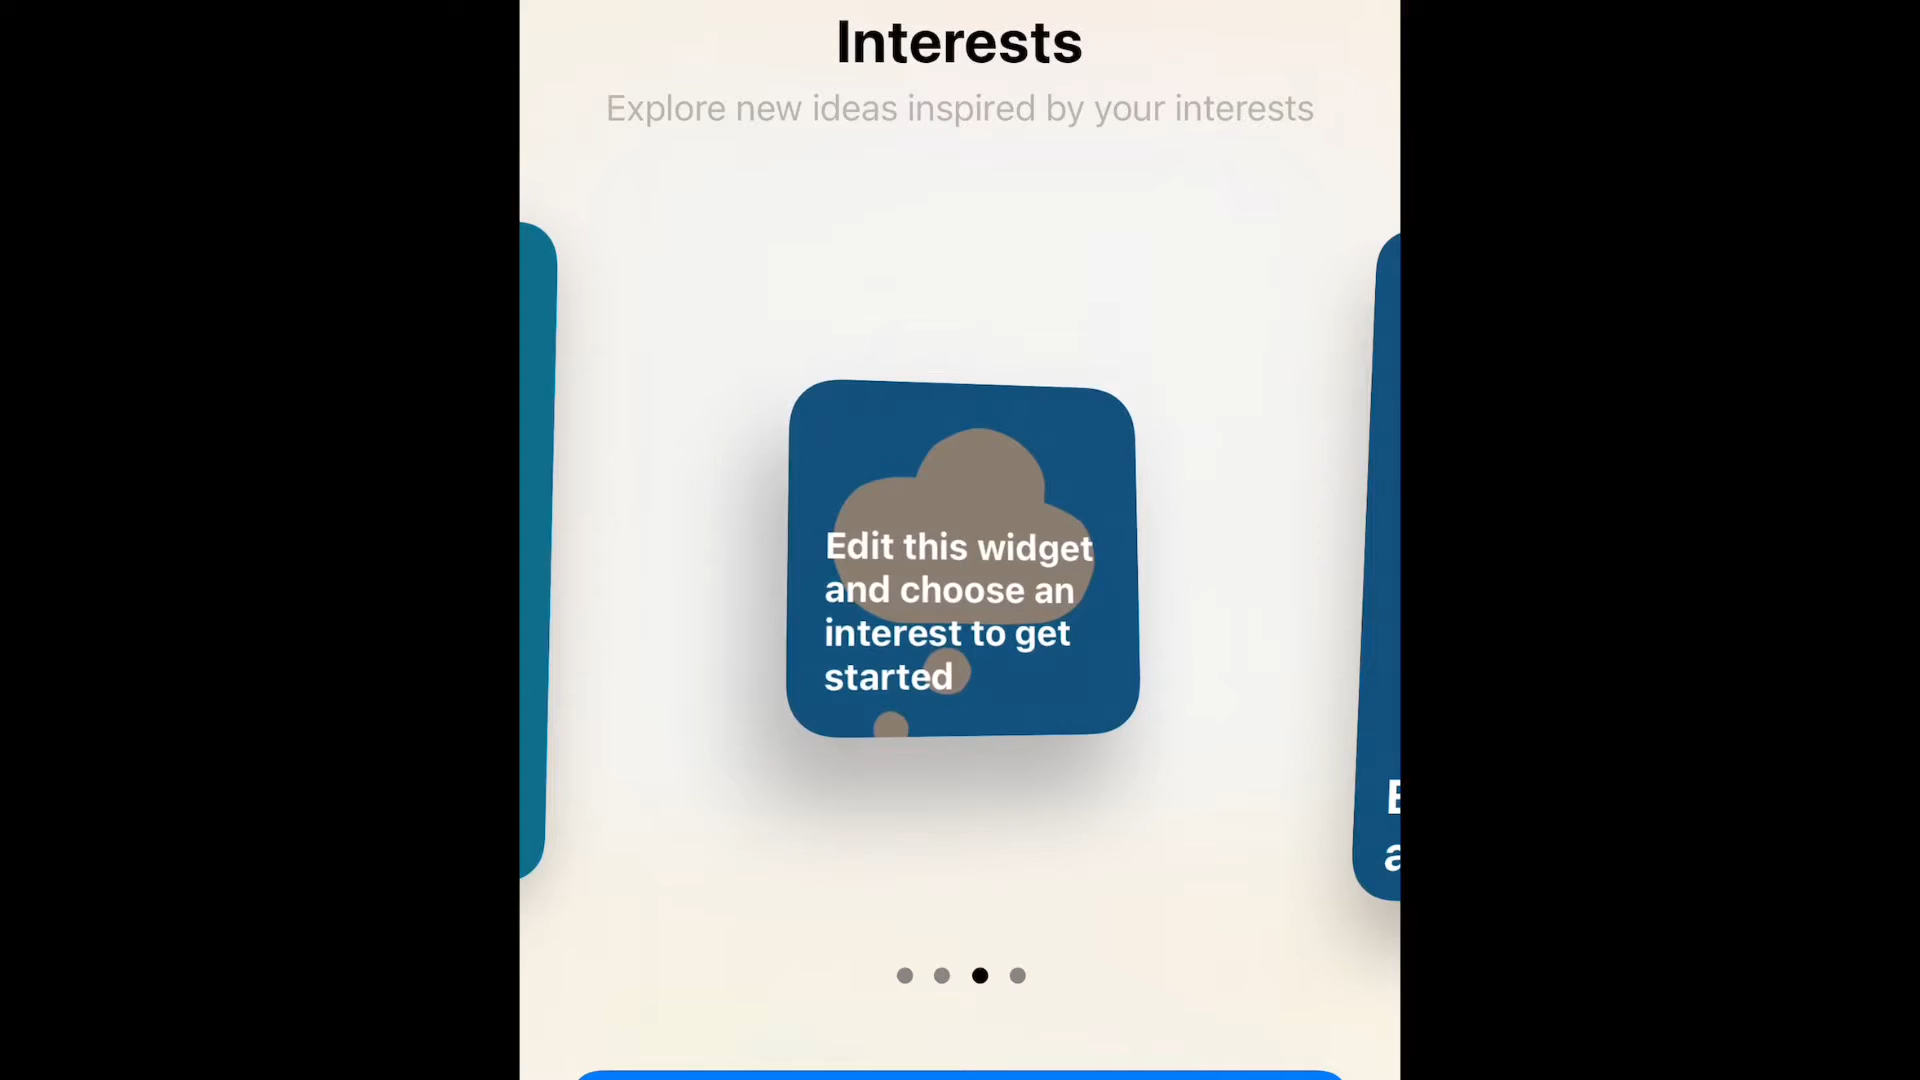 Interests
Explore new ideas inspired by your interests
Edit this widget
and choose an
interest to get
started